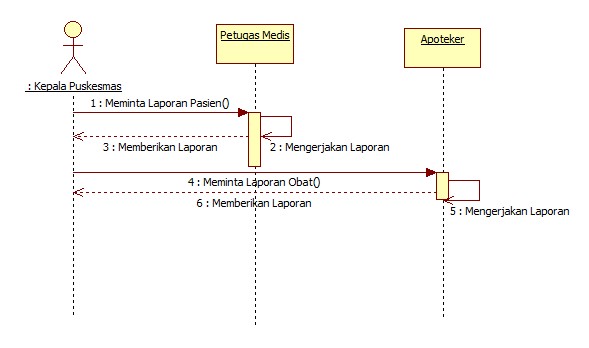 Petugas Medis
Apoteker
: Kepala Puskesmas
1 : Meminta Laporan Pasien()
3 : Memberikan Laporan
2 : Mengerjakan Laporan
4 : Meminta Laporan Obat()
6 : Memberikan Laporan
5 : Mengerjakan Laporan